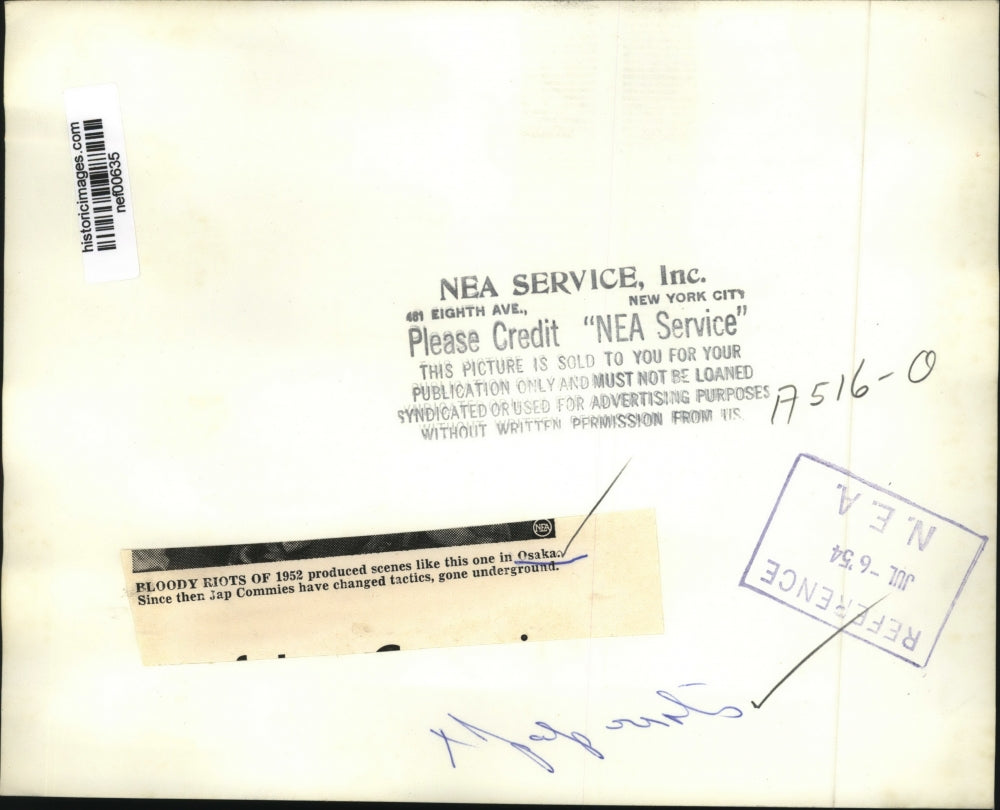 historicimages.com
nef00635
NEA SERVICE, Inc.
461 EIGHTH AVE., NEW YORK CITY
Please Credit "NEA Service"
THIS PICTURE IS SOLD TO YOU FOR YOUR
PUBLICATION ONLY AND MUST NOT BE LOANED
SYNDICATED OR USED FOR ADVERTISING PURPOSES
WITHOUT WRITTEN PERMISSION FROM US.
A516-O
NEA
BLOODY RIOTS OF 1952 produced scenes like this one in Osaka.
Since then Jap Commies have changed tactics, gone underground.
REFERENCE
JUL-6'54
N. E. A.
Jap riots